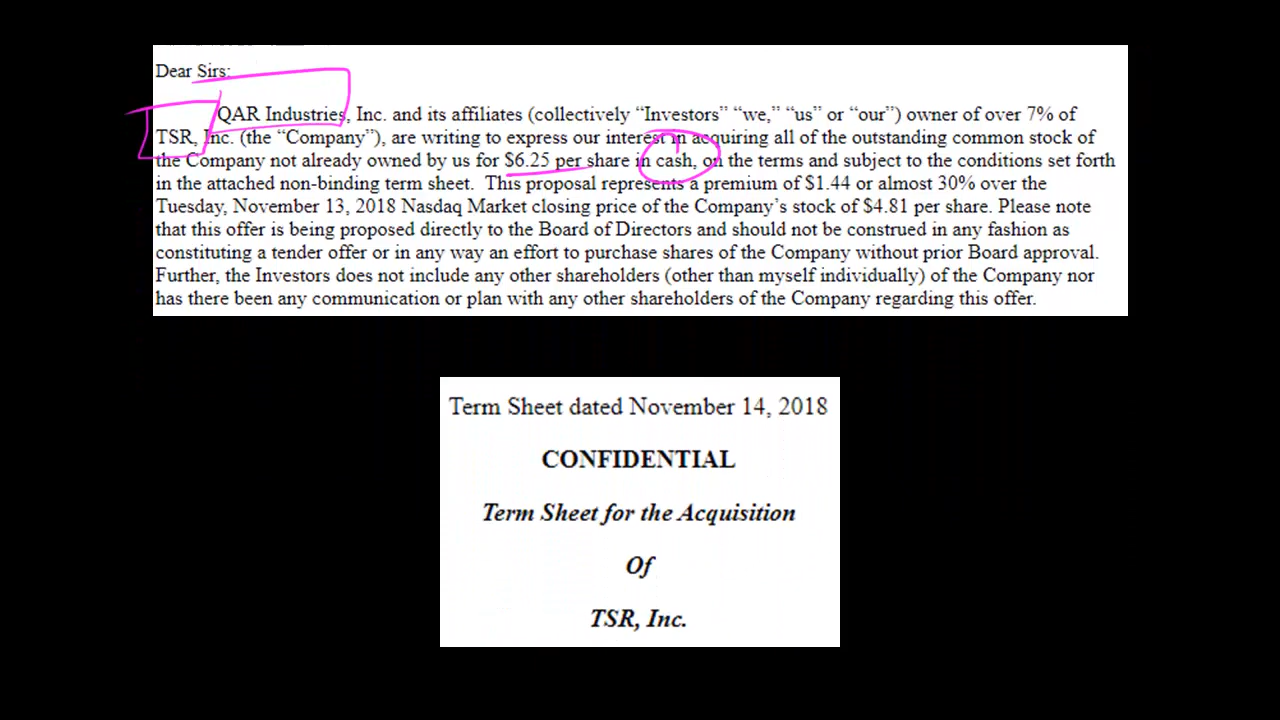 Dear Sirs:
QAR Industries, Inc. and its affiliates (collectively “Investors” “we,” “us” or “our”) owner of over 7% of
TSR, Inc. (the “Company”), are writing to express our interest in acquiring all of the outstanding common stock of
the Company not already owned by us for $6.25 per share in cash, on the terms and subject to the conditions set forth
in the attached non-binding term sheet.  This proposal represents a premium of $1.44 or almost 30% over the
Tuesday, November 13, 2018 Nasdaq Market closing price of the Company’s stock of $4.81 per share. Please note
that this offer is being proposed directly to the Board of Directors and should not be construed in any fashion as
constituting a tender offer or in any way an effort to purchase shares of the Company without prior Board approval.
Further, the Investors does not include any other shareholders (other than myself individually) of the Company nor
has there been any communication or plan with any other shareholders of the Company regarding this offer.
Term Sheet dated November 14, 2018
CONFIDENTIAL
Term Sheet for the Acquisition
Of
TSR, Inc.